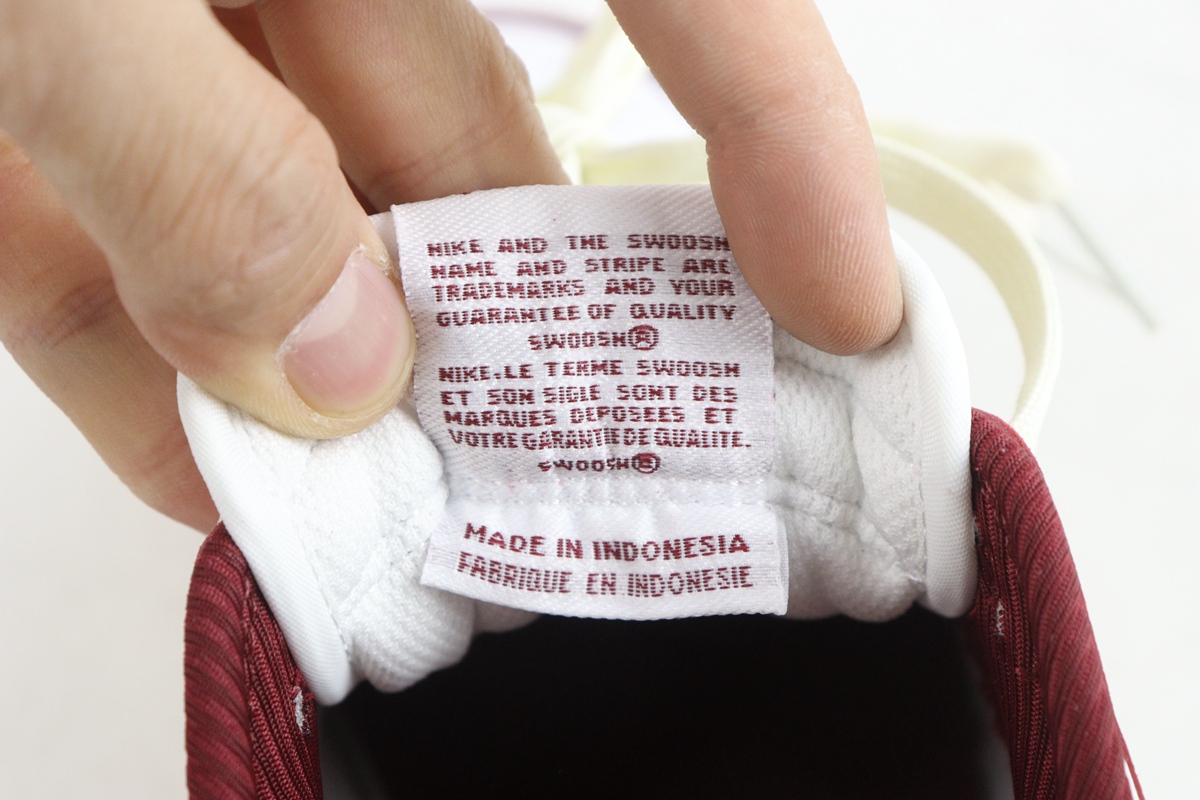 NIKE AND THE SWOOSH
NAME AND STRIPE ARE
TRADEMARKS AND YOUR
GUARANTEE OF QUALITY
SWOOSH®
NIKE.LE TERME SWOOSH
ET SON SIGLE SONT DES
MARQUES DEPOSEES ET
VOTRE GARANTIE DE QUALITE.
SWOOSH®
MADE IN INDONESIA
FABRIQUE EN INDONESIE